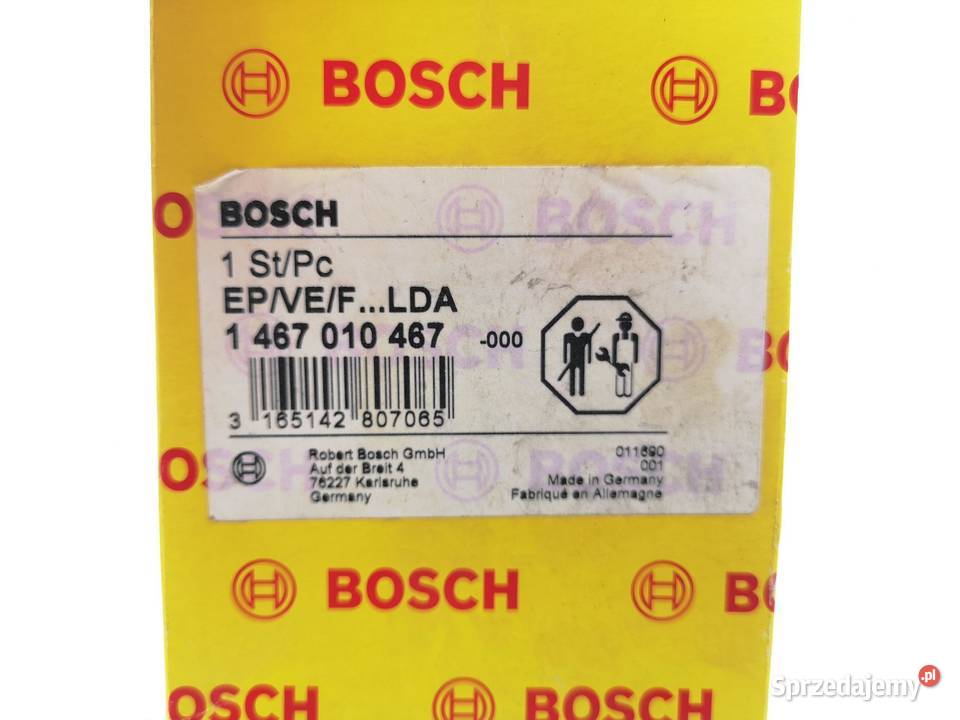 BOSCH B
O
BOSCH
1 St/Pc
EP/VE/F...LDA
1 467 010 467 -000
3 165142 807065
Robert Bosch GmbH
Auf der Breit 4
76227 Karlsruhe
Germany
011690
001
Made in Germany
Fabriqué en Allemagne
BOSCH B
BOSCH
Sprzedajemy.pl